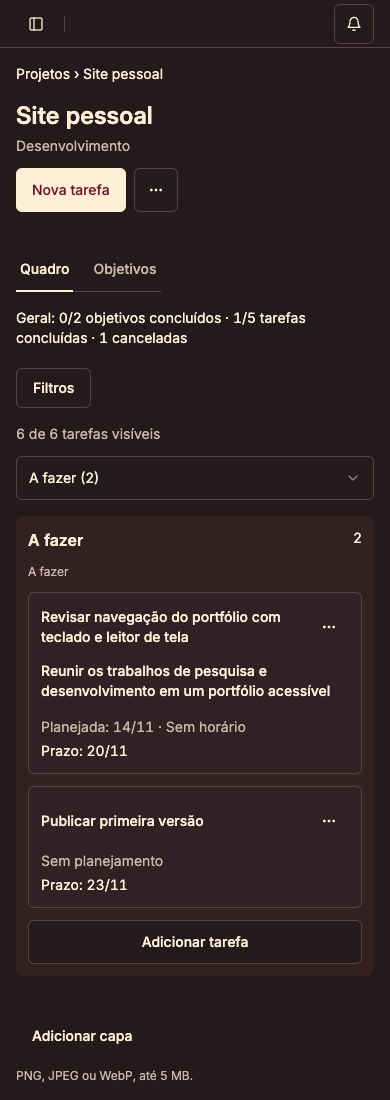 Projetos › Site pessoal
Site pessoal
Desenvolvimento
Nova tarefa
Quadro
Objetivos
Geral: 0/2 objetivos concluídos · 1/5 tarefas
concluídas · 1 canceladas
Filtros
6 de 6 tarefas visíveis
A fazer (2)
A fazer
2
A fazer
Revisar navegação do portfólio com
teclado e leitor de tela
Reunir os trabalhos de pesquisa e
desenvolvimento em um portfólio acessível
Planejada: 14/11 · Sem horário
Prazo: 20/11
Publicar primeira versão
Sem planejamento
Prazo: 23/11
Adicionar tarefa
Adicionar capa
PNG, JPEG ou WebP, até 5 MB.